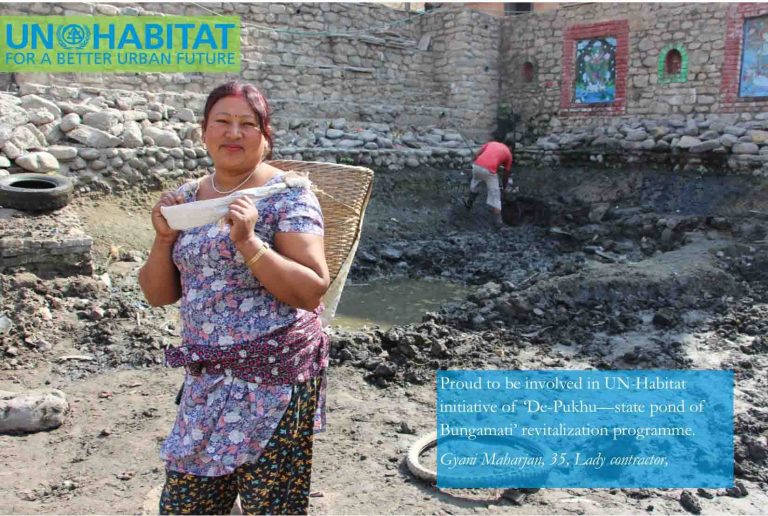 UN HABITAT
FOR A BETTER URBAN FUTURE
Proud to be involved in UN-Habitat
initiative of ‘De-Pukhu—state pond of
Bungamati’ revitalization programme.
Gyani Maharjan, 35, Lady contractor,